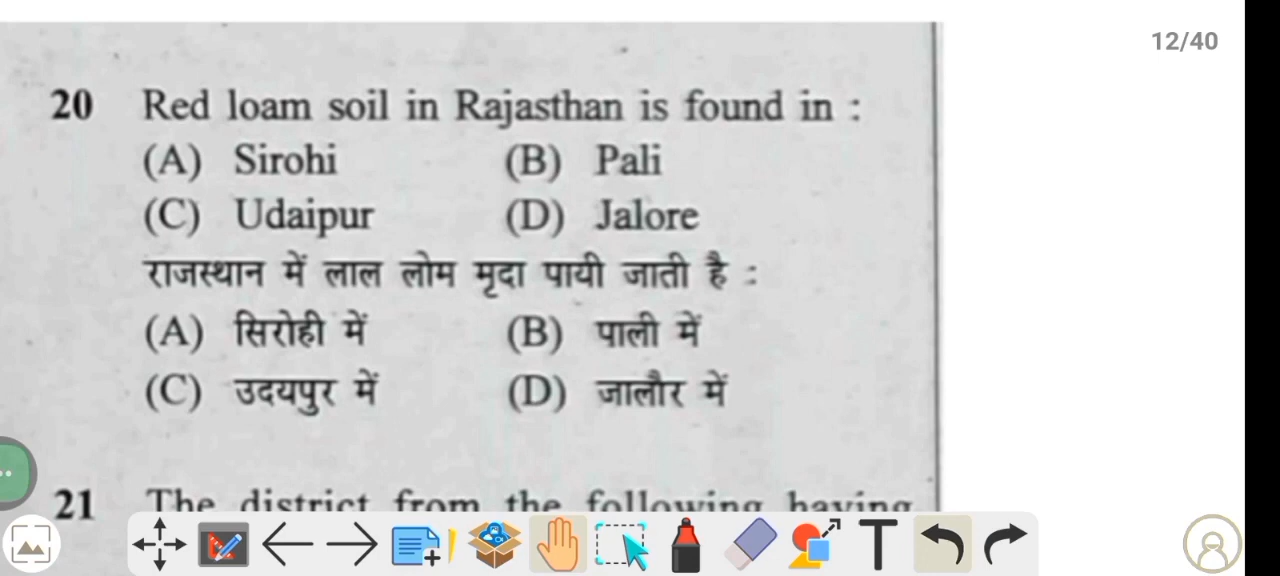 12/40
20 Red loam soil in Rajasthan is found in :
(A) Sirohi (B) Pali
(C) Udaipur (D) Jalore
राजस्थान में लाल लोम मृदा पायी जाती है :
(A) सिरोही में (B) पाली में
(C) उदयपुर में (D) जालौर में
21 The district from the following having
T